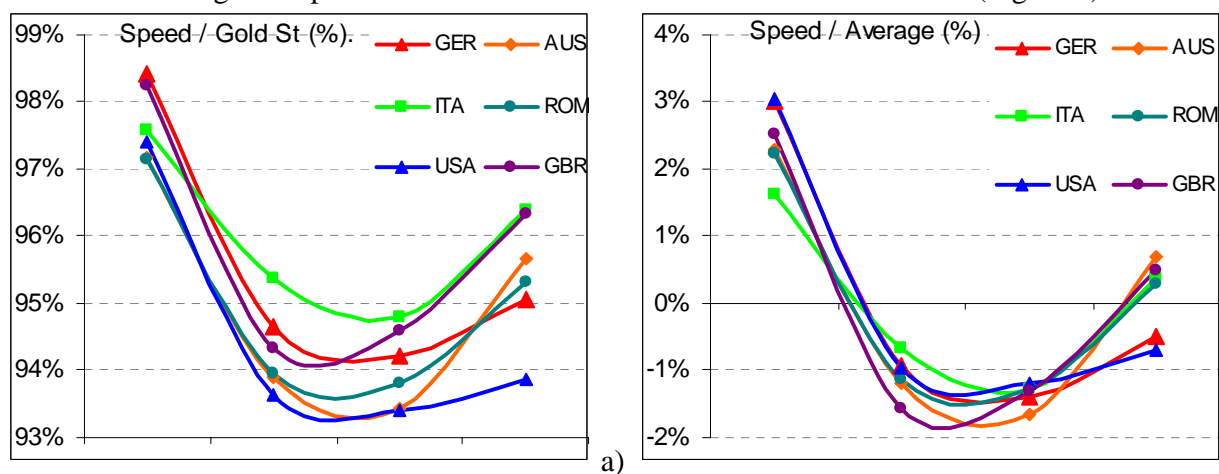 Speed / Gold St (%).
GER
AUS
ITA
ROM
USA
GBR
99%
98%
97%
96%
95%
94%
93%
a)
Speed / Average (%)
GER
AUS
ITA
ROM
USA
GBR
4%
3%
2%
1%
0%
-1%
-2%